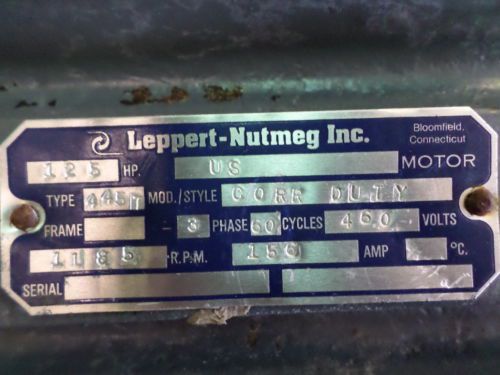 Leppert-Nutmeg Inc.
Bloomfield,
Connecticut
125 HP. US MOTOR
TYPE 445T MOD./STYLE CORR DUTY
FRAME - 3 PHASE 60 CYCLES 460 VOLTS
1185 R.P.M. 150 AMP °C.
SERIAL